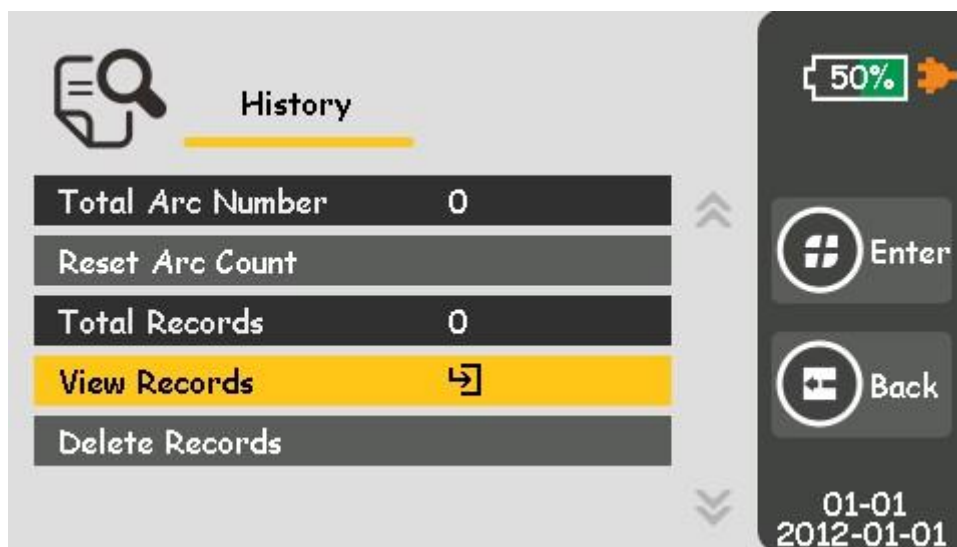 History
50%
Total Arc Number 0
Reset Arc Count
Total Records 0
View Records
Delete Records
Enter
Back
01-01
2012-01-01